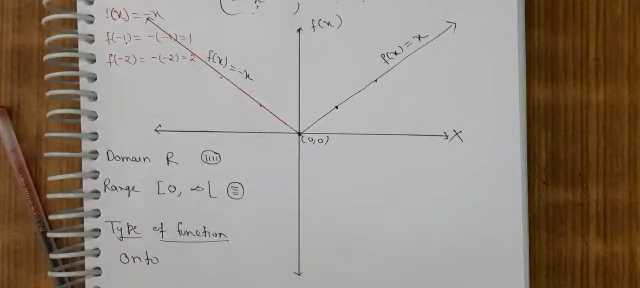 f(x) = -x
f(-1) = -(-1) = 1
f(-2) = -(-2) = 2
f(x)
f(x) = -x
f(x) = x
X
(0,0)
Domain R
Range [0, ∞[
Type of function
onto